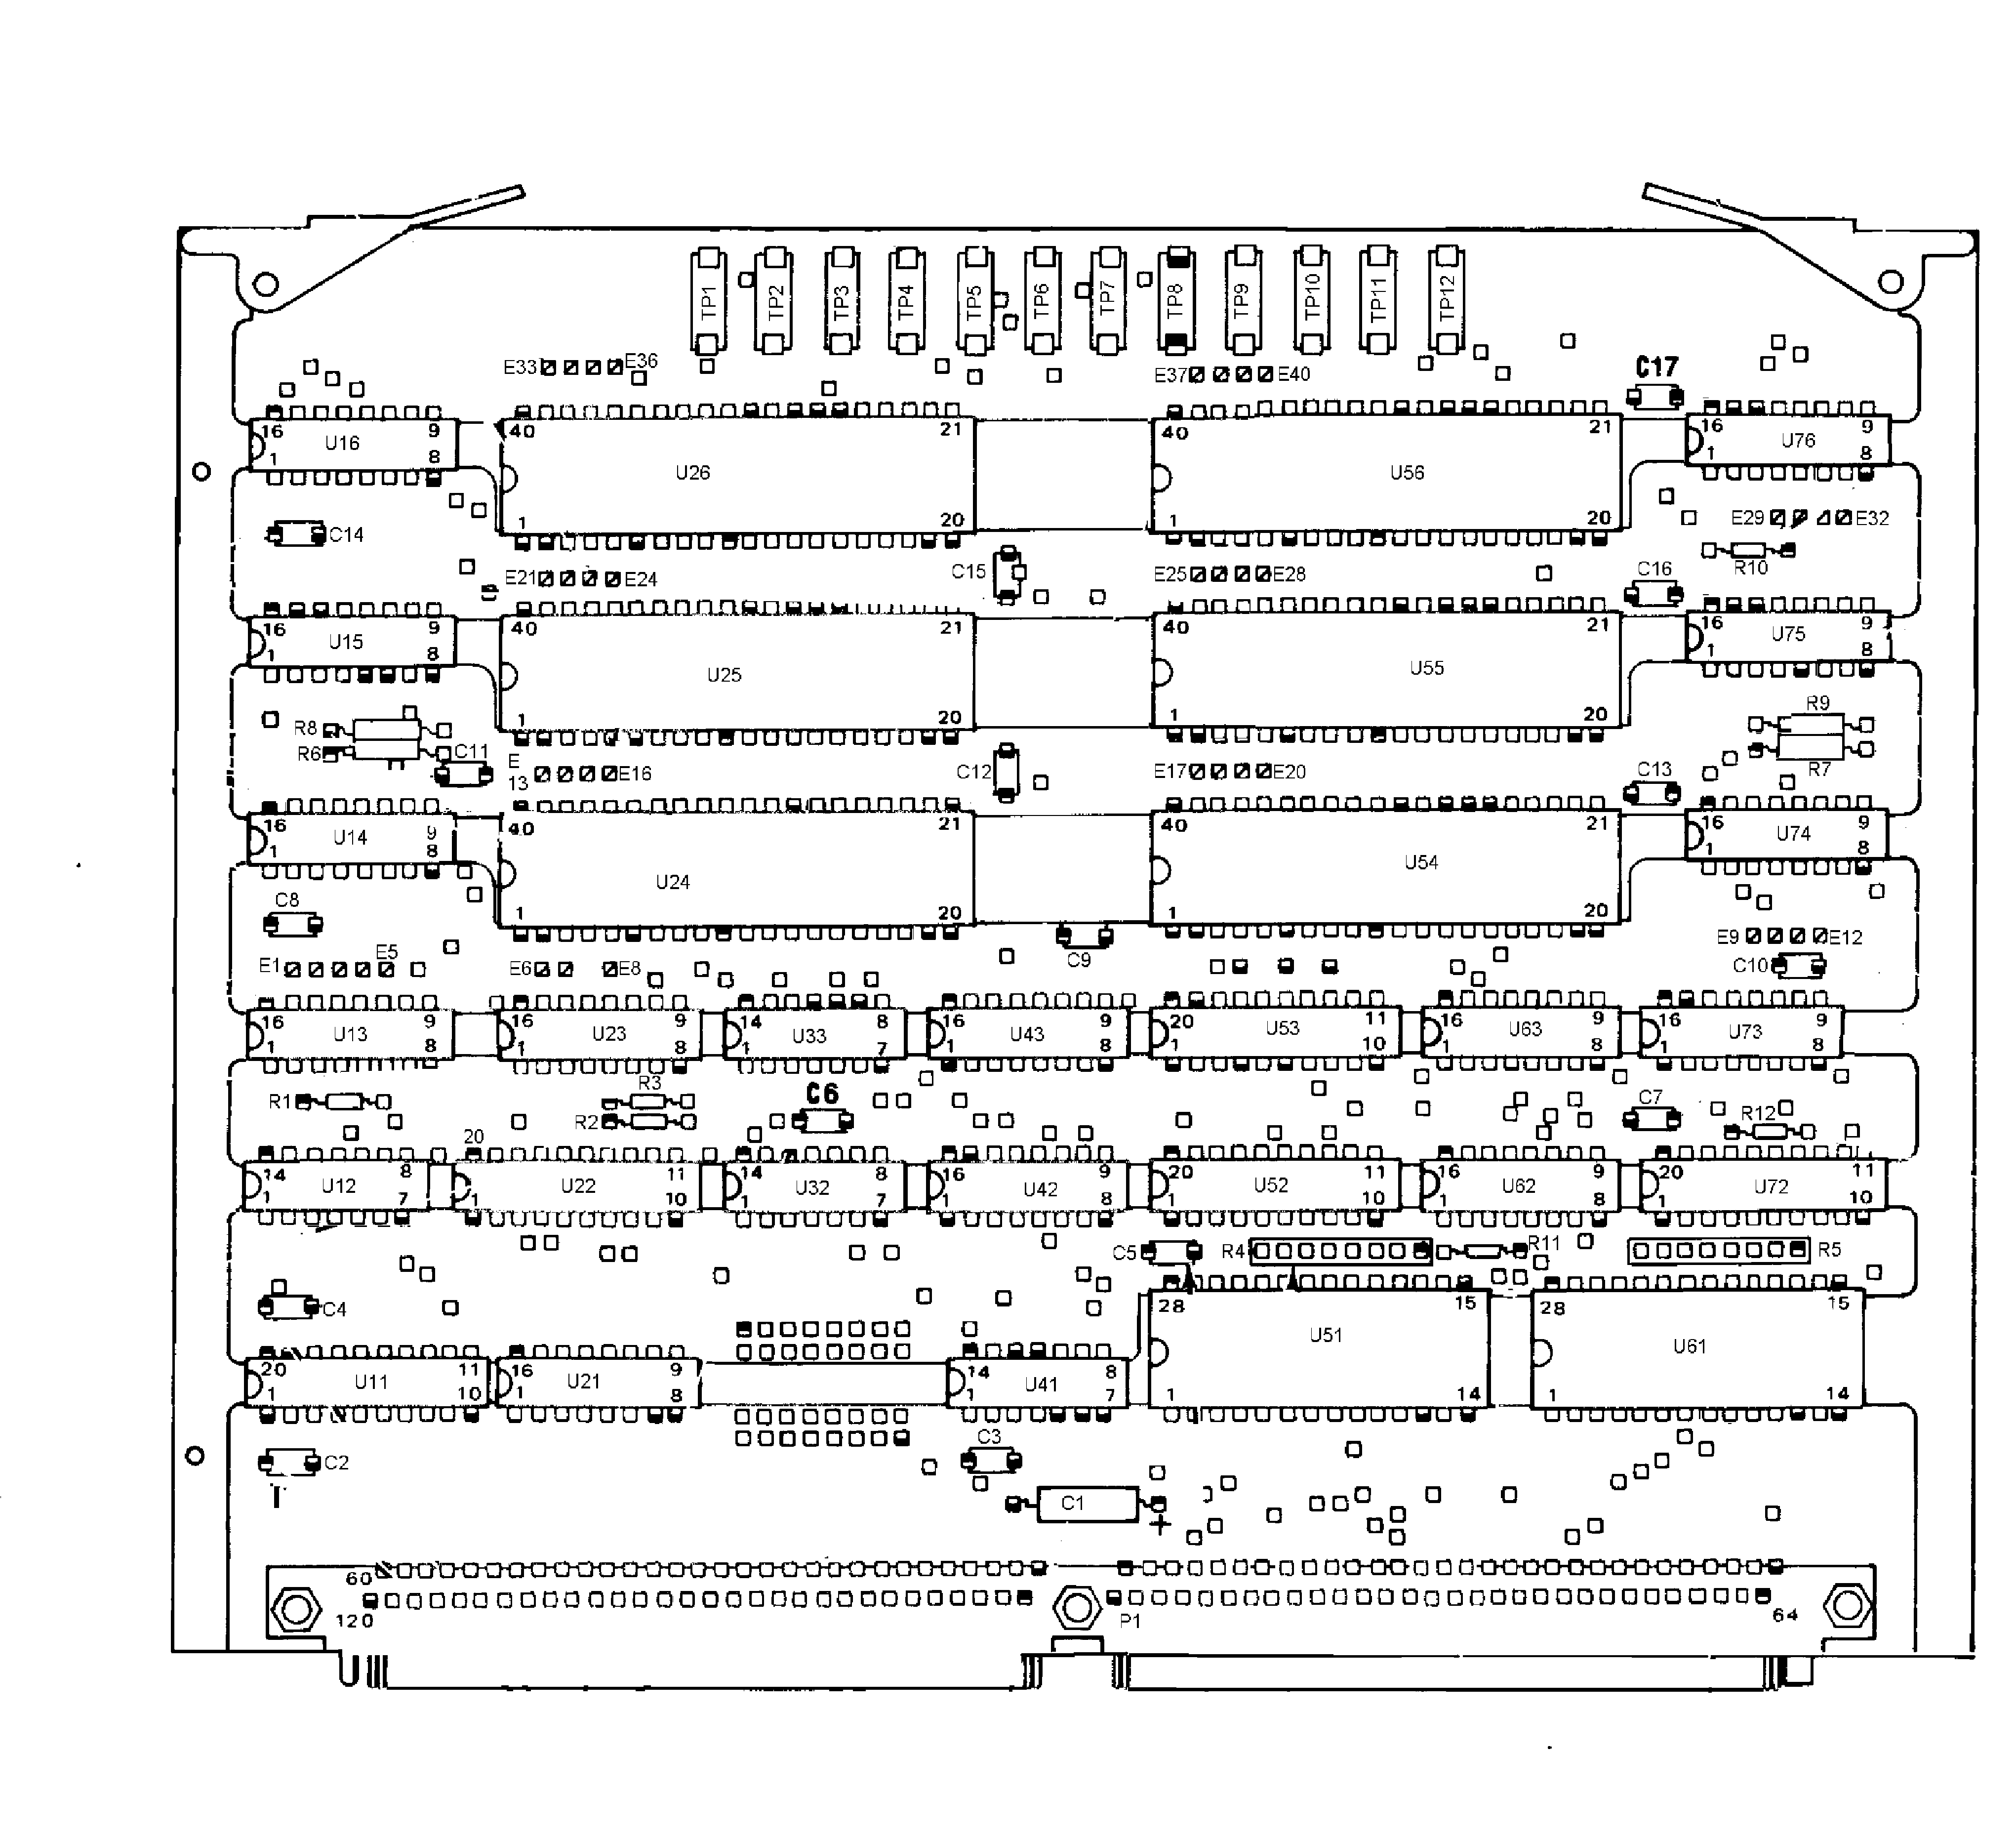 TP1 TP2 TP3 TP4 TP5 TP6 TP7 TP8 TP9 TP10 TP11 TP12
E33 E36 E37 E40 C17
16 9 40 21 40 21 16 9
U16 U26 U56 U76
1 8 1 20 1 20 1 8
C14 E29 E32
E21 E24 C15 E25 E28 C16 R10
16 9 40 21 40 21 16 9
U15 U25 U55 U75
1 8 1 20 1 20 1 8
R8 R9
R6 C11 E 13 E16 C12 E17 E20 C13 R7
16 9 40 21 40 21 16 9
U14 U24 U54 U74
1 8 1 20 1 20 1 8
C8 E9 E12
E1 E5 E6 E8 C9 C10
16 9 16 9 14 8 16 9 20 11 16 9 16 9
U13 U23 U33 U43 U53 U63 U73
1 8 1 8 1 7 1 8 1 10 1 8 1 8
R1 R3 C6 C7 R12
R2
20
14 8 11 14 8 16 9 20 11 16 9 20 11
U12 U22 U32 U42 U52 U62 U72
1 7 1 10 1 7 1 8 1 10 1 8 1 10
C5 R4 R11 R5
C4 28 15 28 15
U51 U61
20 11 16 9 14 8
U11 U21 U41
1 10 1 8 1 7 1 14 1 14
C2 C3
C1
+
60
120 P1 64